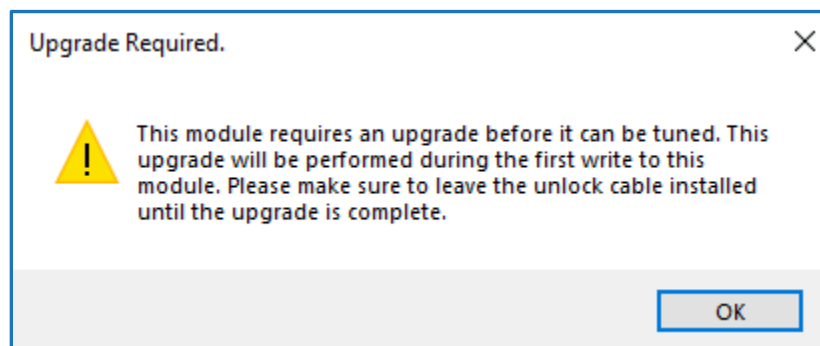 Upgrade Required.
This module requires an upgrade before it can be tuned. This
upgrade will be performed during the first write to this
module. Please make sure to leave the unlock cable installed
until the upgrade is complete.
OK